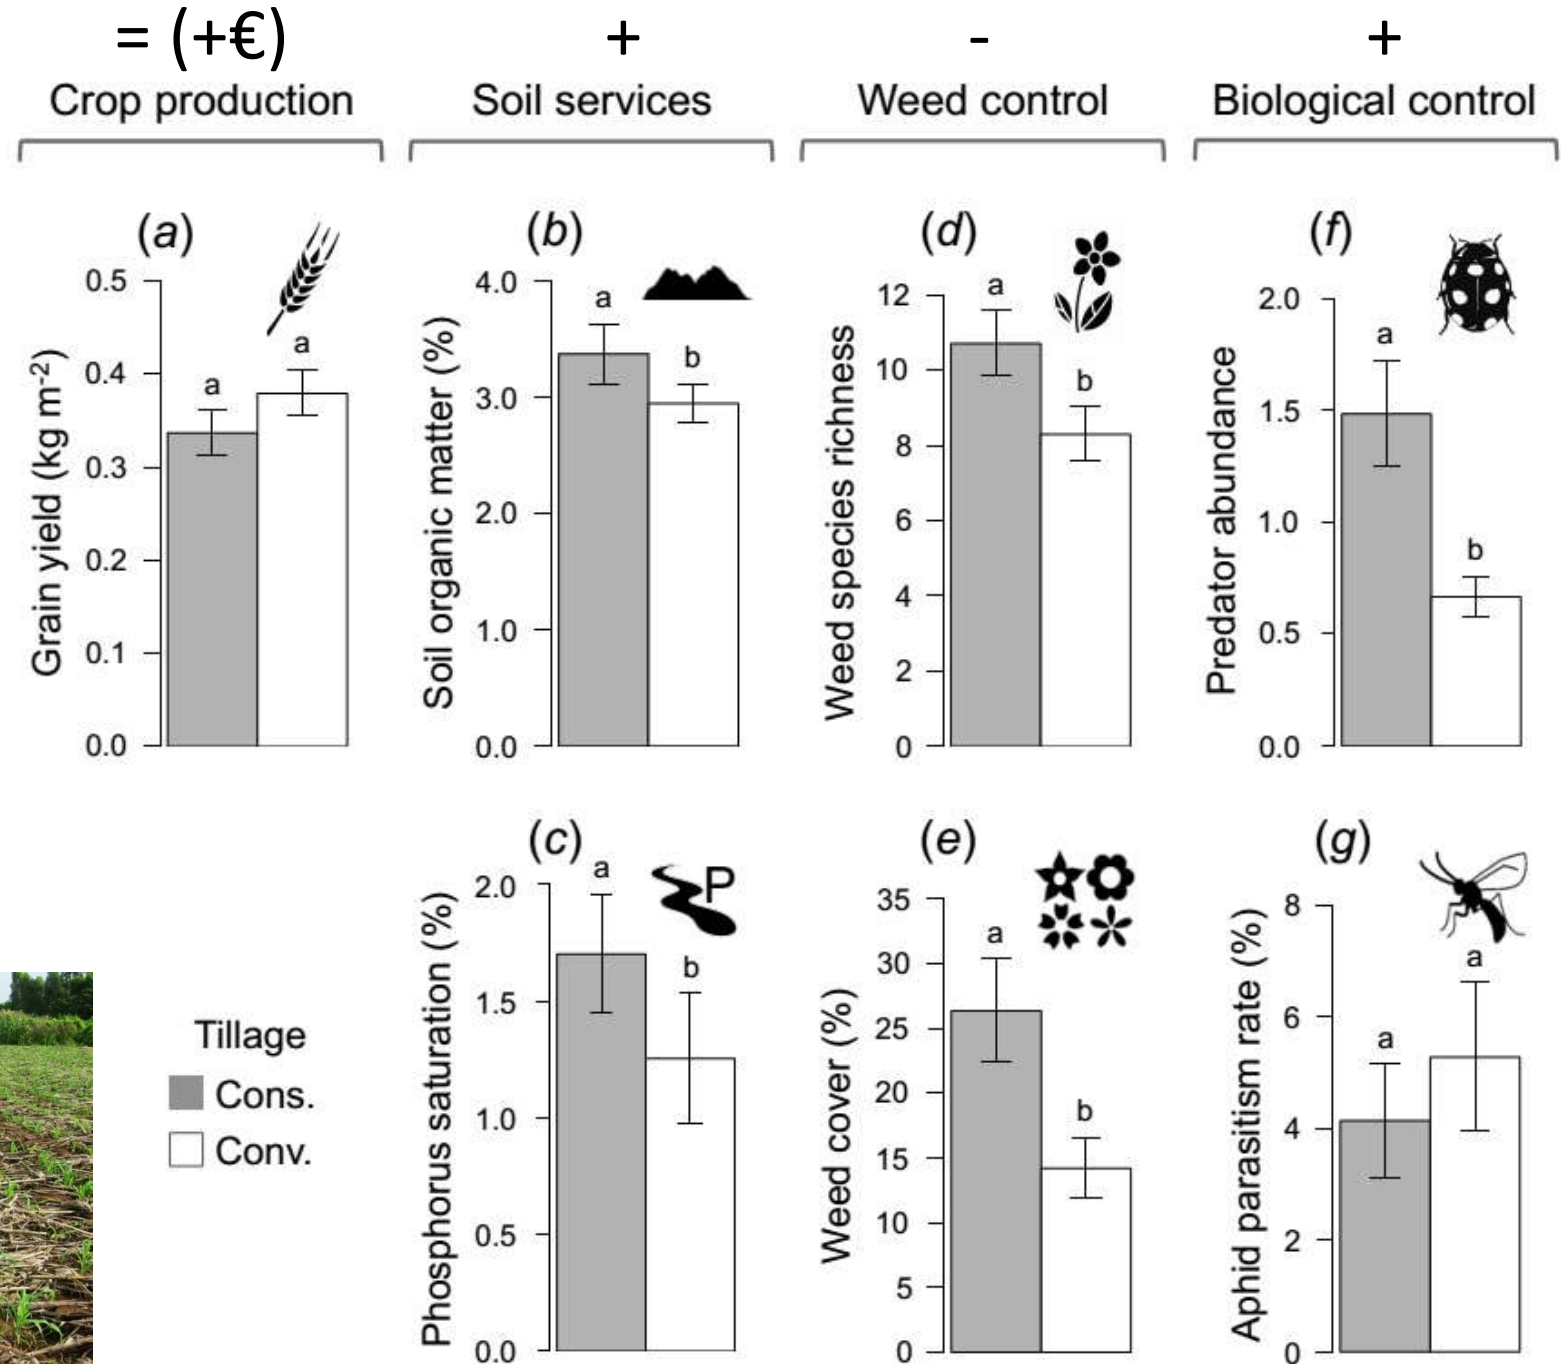 = (+€) + - +
Crop production Soil services Weed control Biological control
(a) (b) (d) (f)
Grain yield (kg m-2)
0.5
0.4
0.3
0.2
0.1
0.0
a a
Soil organic matter (%)
4.0
3.0
2.0
1.0
0.0
a b
Weed species richness
12
10
8
6
4
2
0
a b
Predator abundance
2.0
1.5
1.0
0.5
0.0
a b
(c) (e) (g)
Phosphorus saturation (%)
2.0
1.5
1.0
0.5
0.0
a b
P
Weed cover (%)
35
30
25
20
15
10
5
0
a b
Aphid parasitism rate (%)
8
6
4
2
0
a a
Tillage
Cons.
Conv.